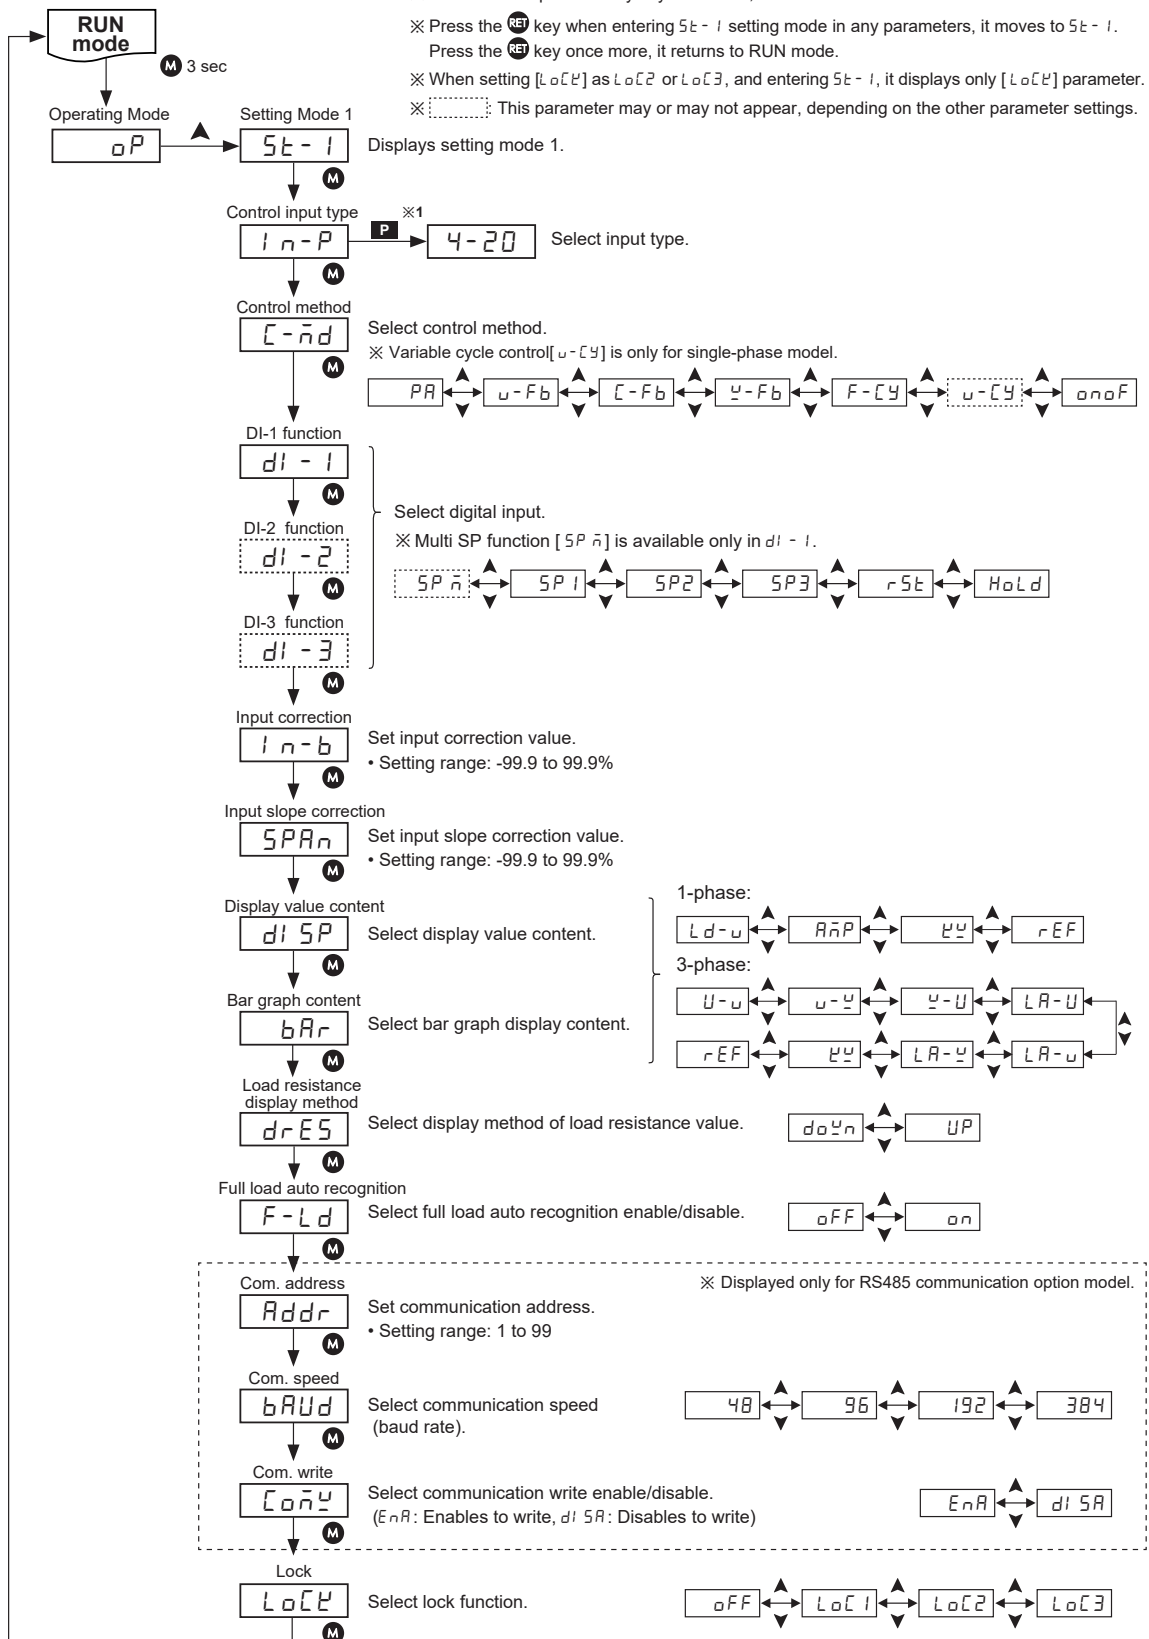 ※ Press the RET key when entering St-1 setting mode in any parameters, it moves to St-1.
Press the RET key once more, it returns to RUN mode.
※ When setting [LoCK] as LoC2 or LoC3, and entering St-1, it displays only [LoCK] parameter.
※ : This parameter may or may not appear, depending on the other parameter settings.
RUN mode
M 3 sec
Operating Mode
oP
Setting Mode 1
St-1
Displays setting mode 1.
M
Control input type
In-P
P
※1
4-20
Select input type.
M
Control method
C-md
Select control method.
※ Variable cycle control[u-CY] is only for single-phase model.
M
PA
u-Fb
C-Fb
W-Fb
F-CY
u-CY
onoF
DI-1 function
dI-1
M
DI-2 function
dI-2
M
DI-3 function
dI-3
M
Select digital input.
※ Multi SP function [SPm] is available only in dI-1.
SPm
SP1
SP2
SP3
rSt
HoLd
Input correction
In-b
Set input correction value.
• Setting range: -99.9 to 99.9%
M
Input slope correction
SPAn
Set input slope correction value.
• Setting range: -99.9 to 99.9%
M
Display value content
dISP
Select display value content.
M
Bar graph content
bAr
Select bar graph display content.
M
1-phase:
Ld-u
AmP
KW
rEF
3-phase:
U-u
u-W
W-U
LA-U
rEF
KW
LA-W
LA-u
Load resistance
display method
drES
Select display method of load resistance value.
doWn
UP
M
Full load auto recognition
F-Ld
Select full load auto recognition enable/disable.
oFF
on
M
※ Displayed only for RS485 communication option model.
Com. address
Addr
Set communication address.
• Setting range: 1 to 99
M
Com. speed
bAUd
Select communication speed
(baud rate).
48
96
192
384
M
Com. write
ComW
Select communication write enable/disable.
(EnA: Enables to write, dISA: Disables to write)
EnA
dISA
M
Lock
LoCK
Select lock function.
oFF
LoC1
LoC2
LoC3
M